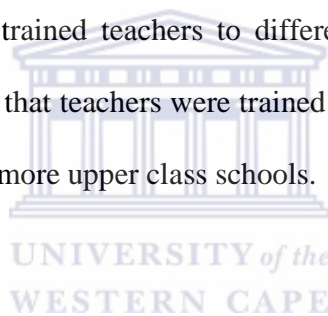 trained teachers to differe
that teachers were trained
more upper class schools.
UNIVERSITY of the
WESTERN CAPE